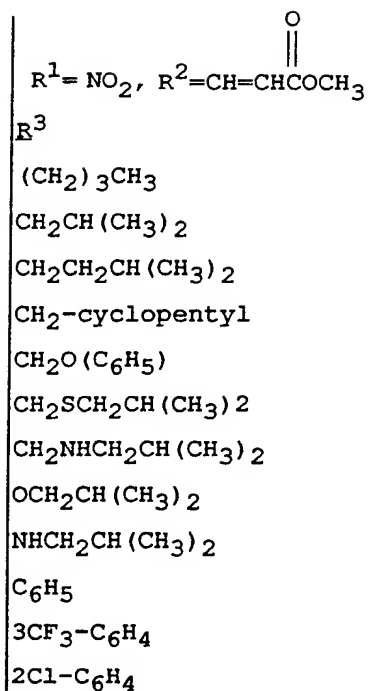 O
R¹= NO₂, R²=CH=CHCOCH₃
R³
(CH₂)₃CH₃
CH₂CH(CH₃)₂
CH₂CH₂CH(CH₃)₂
CH₂-cyclopentyl
CH₂O(C₆H₅)
CH₂SCH₂CH(CH₃)2
CH₂NHCH₂CH(CH₃)₂
OCH₂CH(CH₃)₂
NHCH₂CH(CH₃)₂
C₆H₅
3CF₃-C₆H₄
2Cl-C₆H₄